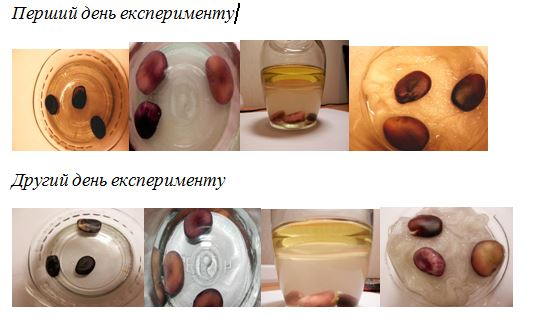 Перший день експерименту
Другий день експерименту